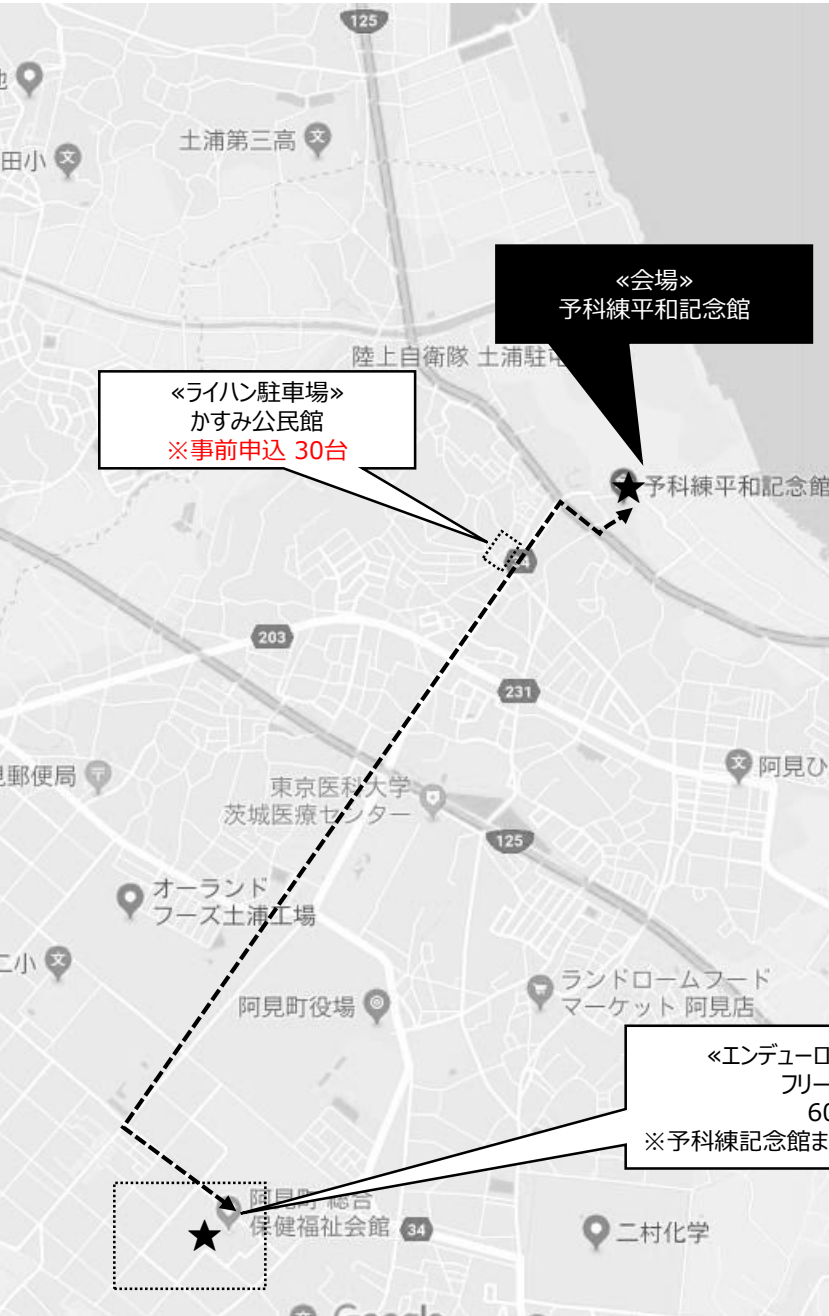 125
土浦第三高
田小
«会場»
予科練平和記念館
陸上自衛隊 土浦駐屯
«ライハン駐車場»
かすみ公民館
※事前申込 30台
予科練平和記念館
203
231
見郵便局
阿見ひ
東京医科大学
茨城医療センター
125
オーランド
フーズ土浦工場
二小
ランドロームフード
マーケット 阿見店
阿見町役場
«エンデューロ
フリー
60
※予科練記念館ま
阿見町 総合
保健福祉会館
34
二村化学
Google